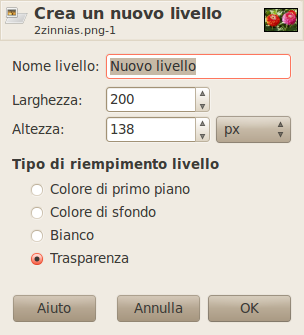 Crea un nuovo livello
2zinnias.png-1
Nome livello: Nuovo livello
Larghezza: 200
Altezza: 138 px
Tipo di riempimento livello
Colore di primo piano
Colore di sfondo
Bianco
Trasparenza
Aiuto Annulla OK